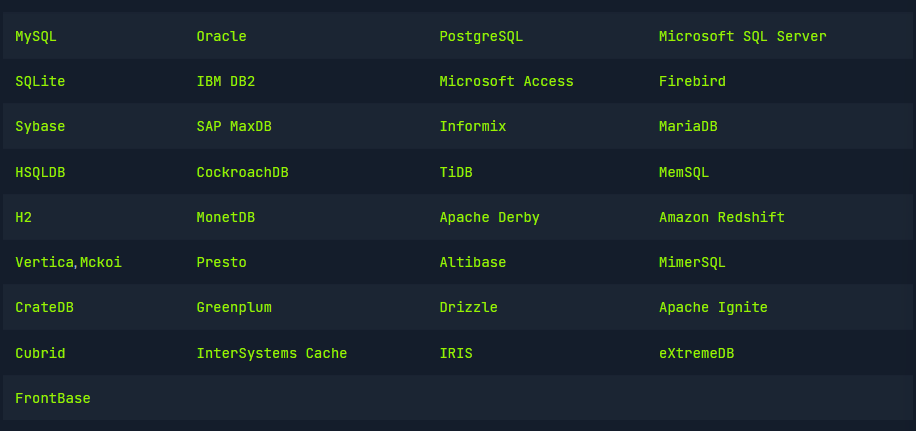 MySQL Oracle PostgreSQL Microsoft SQL Server
SQLite IBM DB2 Microsoft Access Firebird
Sybase SAP MaxDB Informix MariaDB
HSQLDB CockroachDB TiDB MemSQL
H2 MonetDB Apache Derby Amazon Redshift
Vertica,Mckoi Presto Altibase MimerSQL
CrateDB Greenplum Drizzle Apache Ignite
Cubrid InterSystems Cache IRIS eXtremeDB
FrontBase